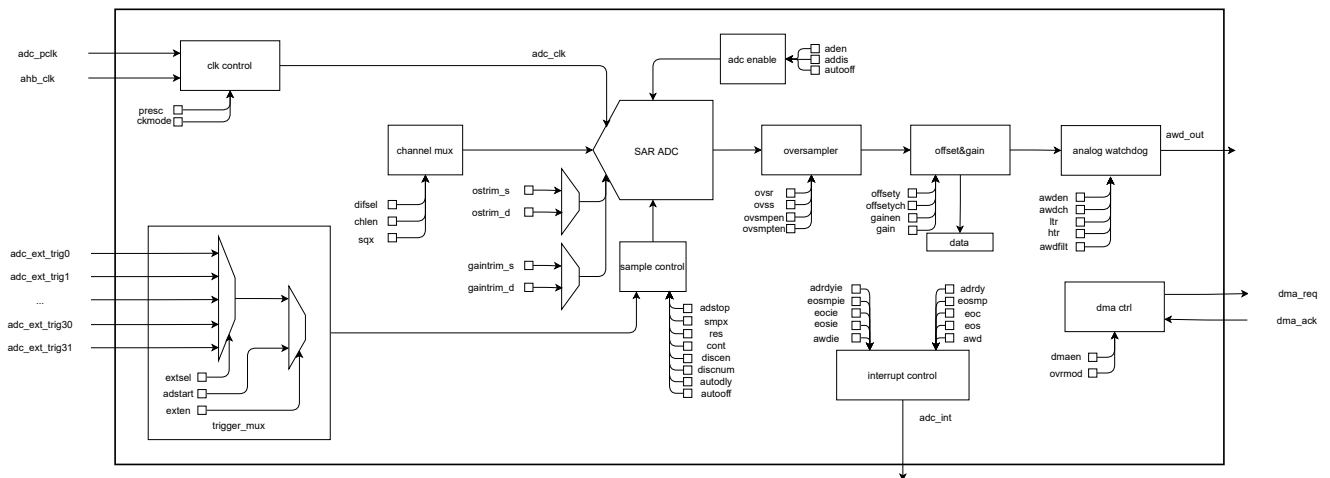 adc_pclk
ahb_clk
clk control
presc
ckmode
adc_clk
adc enable
aden
addis
autooff
channel mux
difsel
chlen
sqx
SAR ADC
ostrim_s
ostrim_d
gaintrim_s
gaintrim_d
oversampler
ovsr
ovss
ovsmpen
ovsmpten
offset&gain
offsety
offsetych
gainen
gain
data
analog watchdog
awden
awdch
ltr
htr
awdfilt
awd_out
adc_ext_trig0
adc_ext_trig1
...
adc_ext_trig30
adc_ext_trig31
extsel
adstart
exten
trigger_mux
sample control
adstop
smpx
res
cont
discen
discnum
autodly
autooff
adrdyie
eosmpie
eocie
eosie
awdie
adrdy
eosmp
eoc
eos
awd
interrupt control
adc_int
dma ctrl
dmaen
ovrmod
dma_req
dma_ack